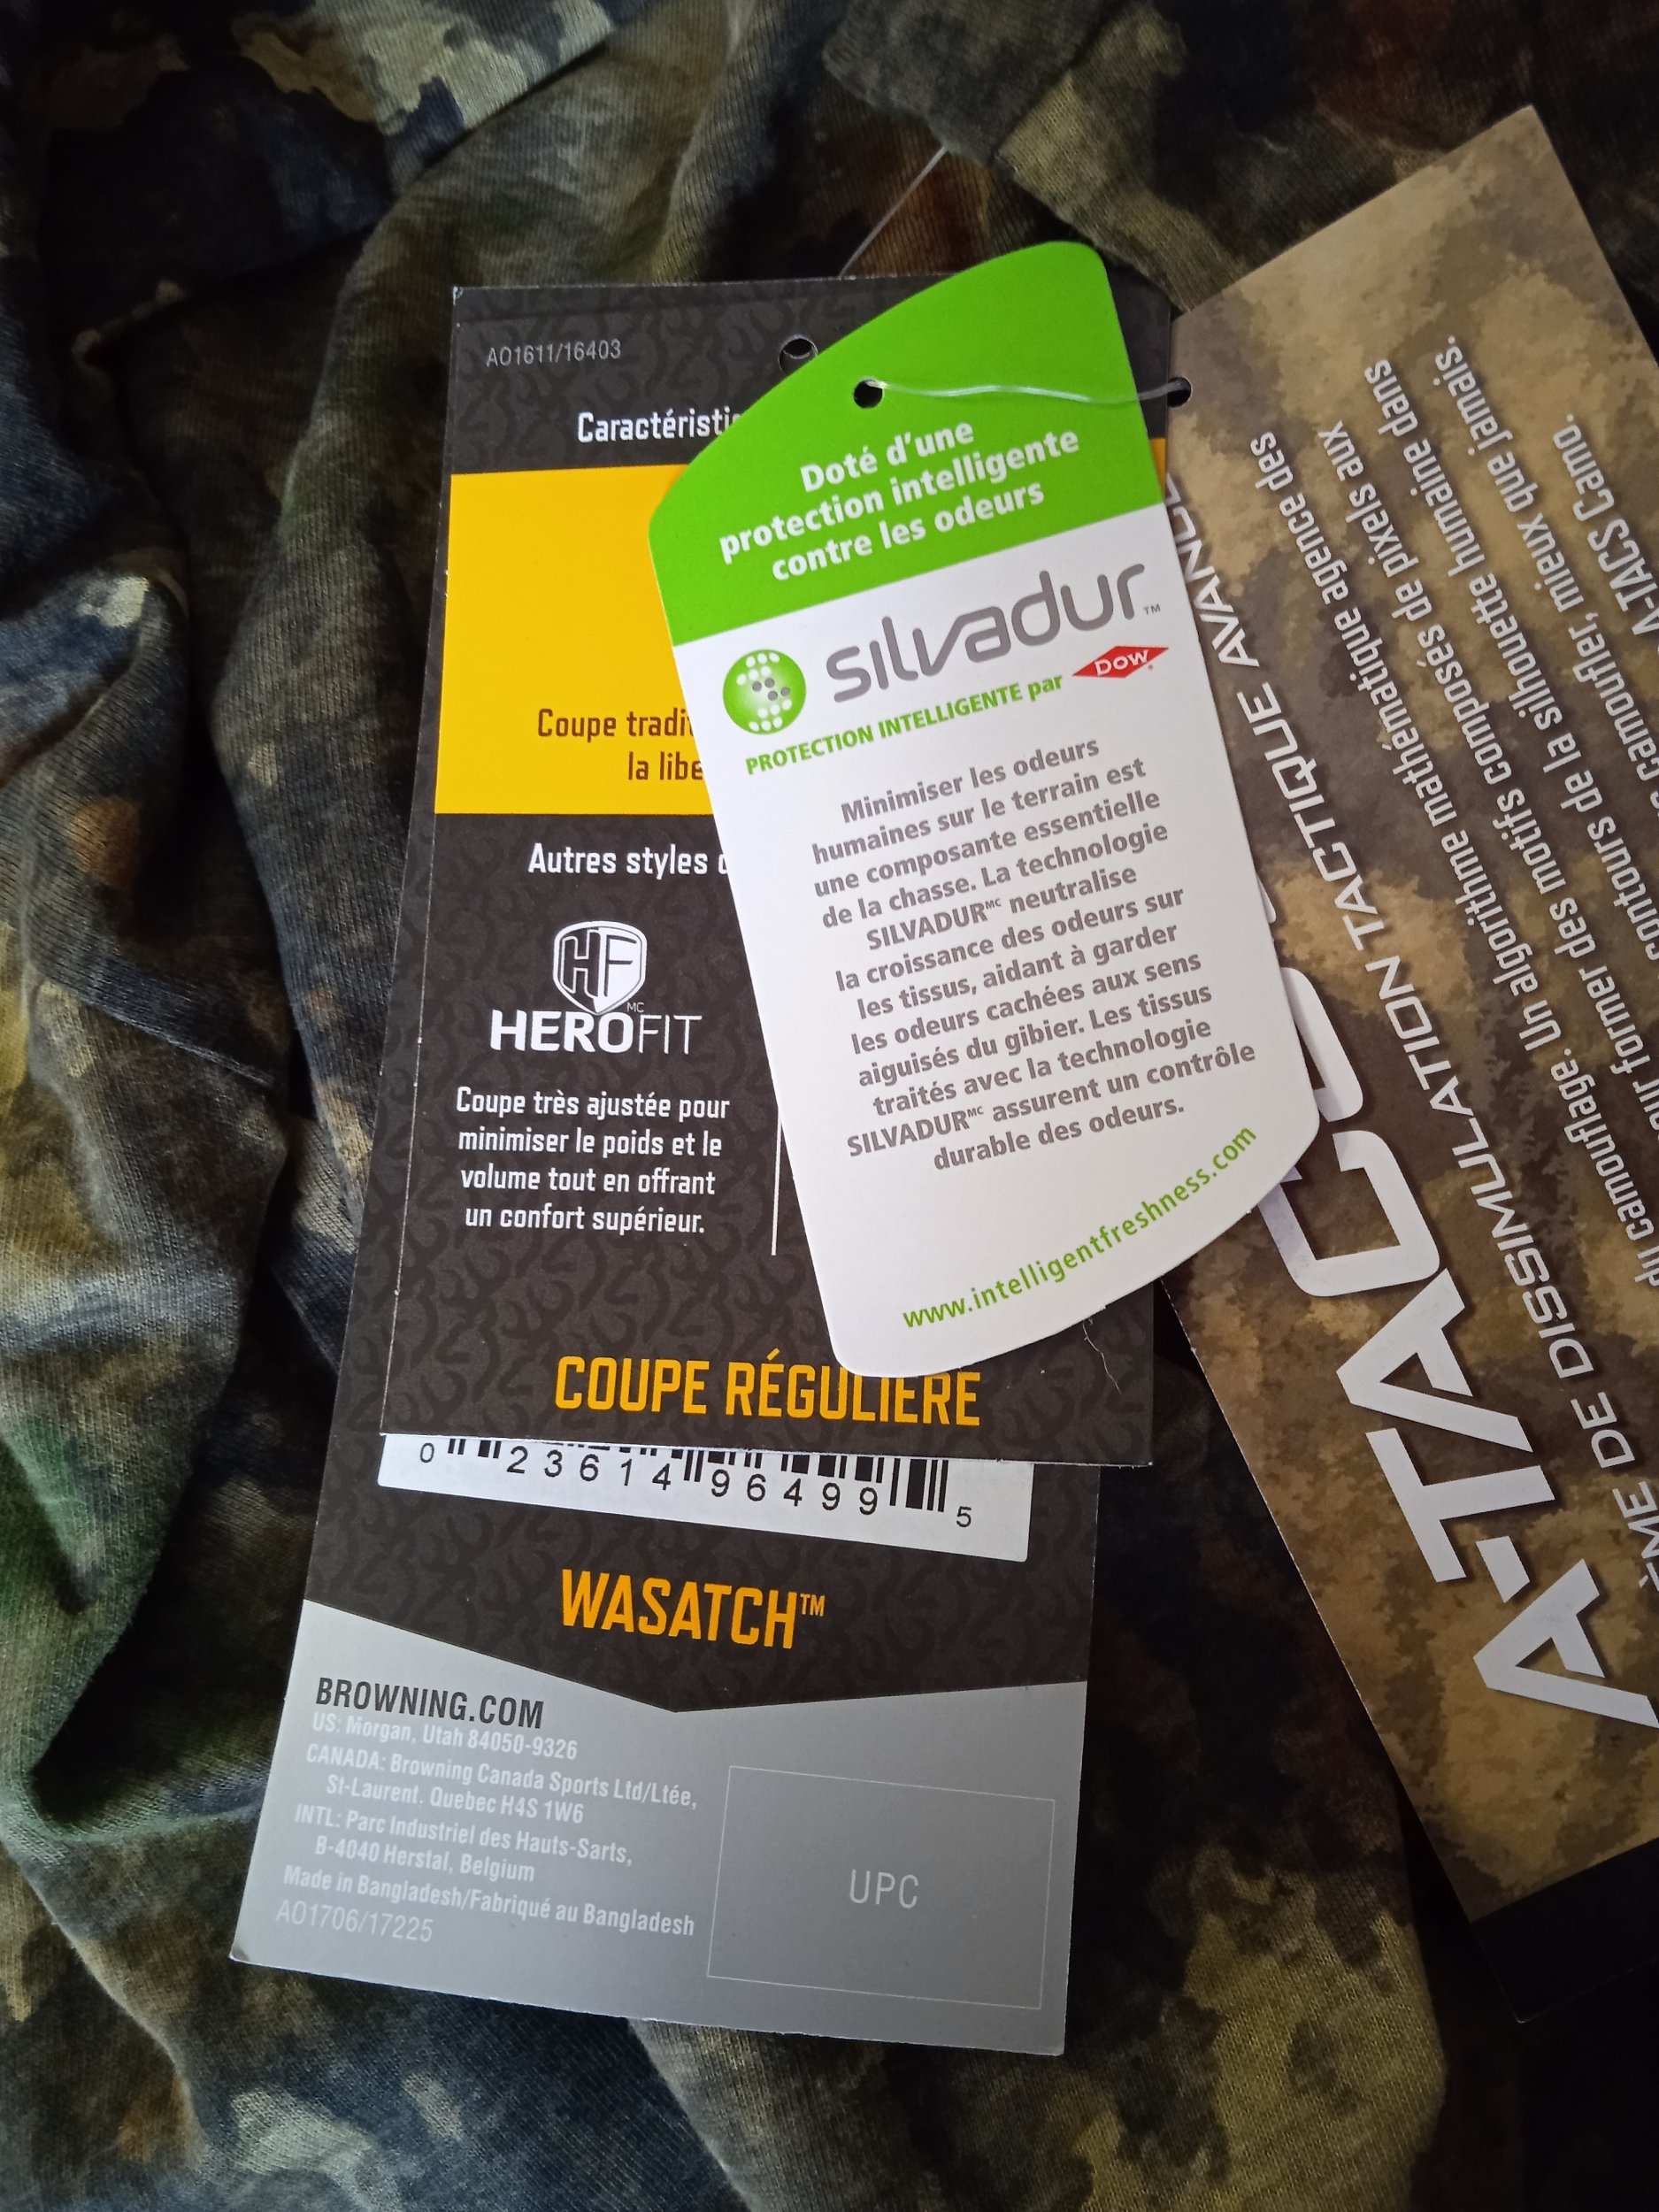 AO1611/16403
Caractéristi
Coupe tradi
la libe
Autres styles
HF
MC
HEROFIT
Coupe très ajustée pour
minimiser le poids et le
volume tout en offrant
un confort supérieur.
COUPE RÉGULIÈRE
0 23614 96499 5
WASATCH™
BROWNING.COM
US: Morgan, Utah 84050-9326
CANADA: Browning Canada Sports Ltd/Ltée,
St-Laurent. Quebec H4S 1W6
INTL: Parc Industriel des Hauts-Sarts,
B-4040 Herstal, Belgium
Made in Bangladesh/Fabriqué au Bangladesh
AO1706/17225
UPC
Doté d'une
protection intelligente
contre les odeurs
sılvadur™
PROTECTION INTELLIGENTE par DOW®
Minimiser les odeurs
humaines sur le terrain est
une composante essentielle
de la chasse. La technologie
SILVADURᴹᶜ neutralise
la croissance des odeurs sur
les tissus, aidant à garder
les odeurs cachées aux sens
aiguisés du gibier. Les tissus
traités avec la technologie
SILVADURᴹᶜ assurent un contrôle
durable des odeurs.
www.intelligentfreshness.com
A-TACS
DE DISSIMULATION TACTIQUE AVANC
du camouflage. Un algorithme mathématique agence des
former des motifs composés de pixels aux
contours de la silhouette humaine dans
camoufler, mieux que jamais.
A-TACS Camo.